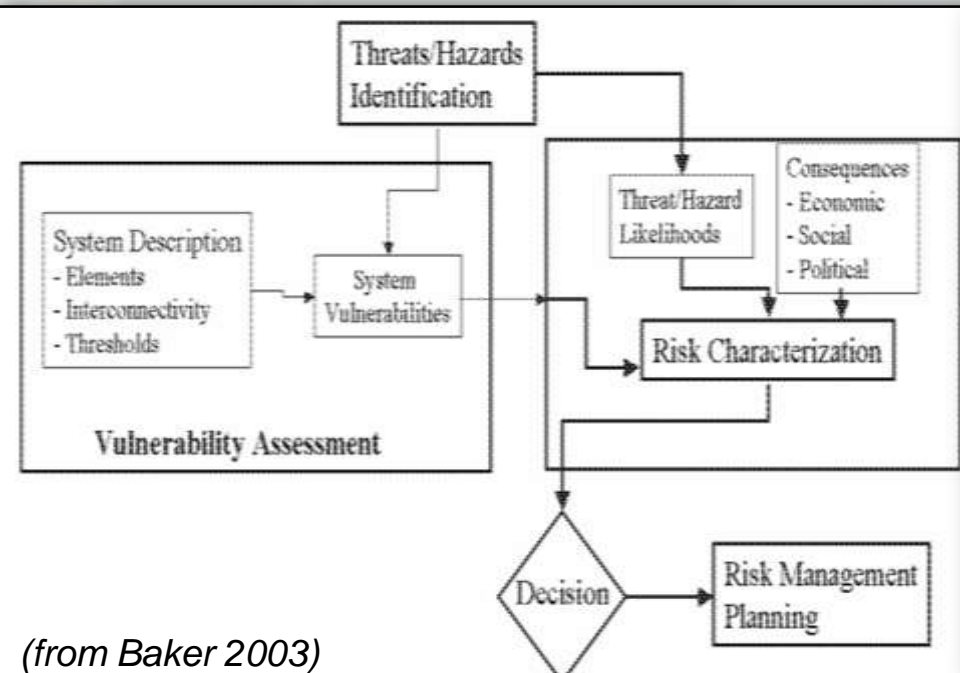 Threats/Hazards
Identification
System Description
- Elements
- Interconnectivity
- Thresholds
System
Vulnerabilities
Vulnerability Assessment
Threat/Hazard
Likelihoods
Consequences
- Economic
- Social
- Political
Risk Characterization
Decision
Risk Management
Planning
(from Baker 2003)